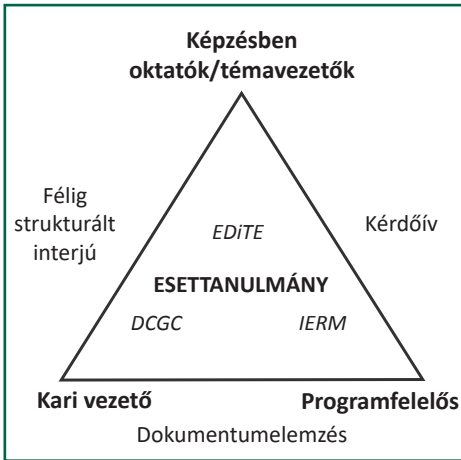 Képzésben
oktatók/témavezetők
Félig
strukturált
interjú
Kérdőív
EDiTE
ESETTANULMÁNY
DCGC
IERM
Kari vezető
Programfelelős
Dokumentumelemzés